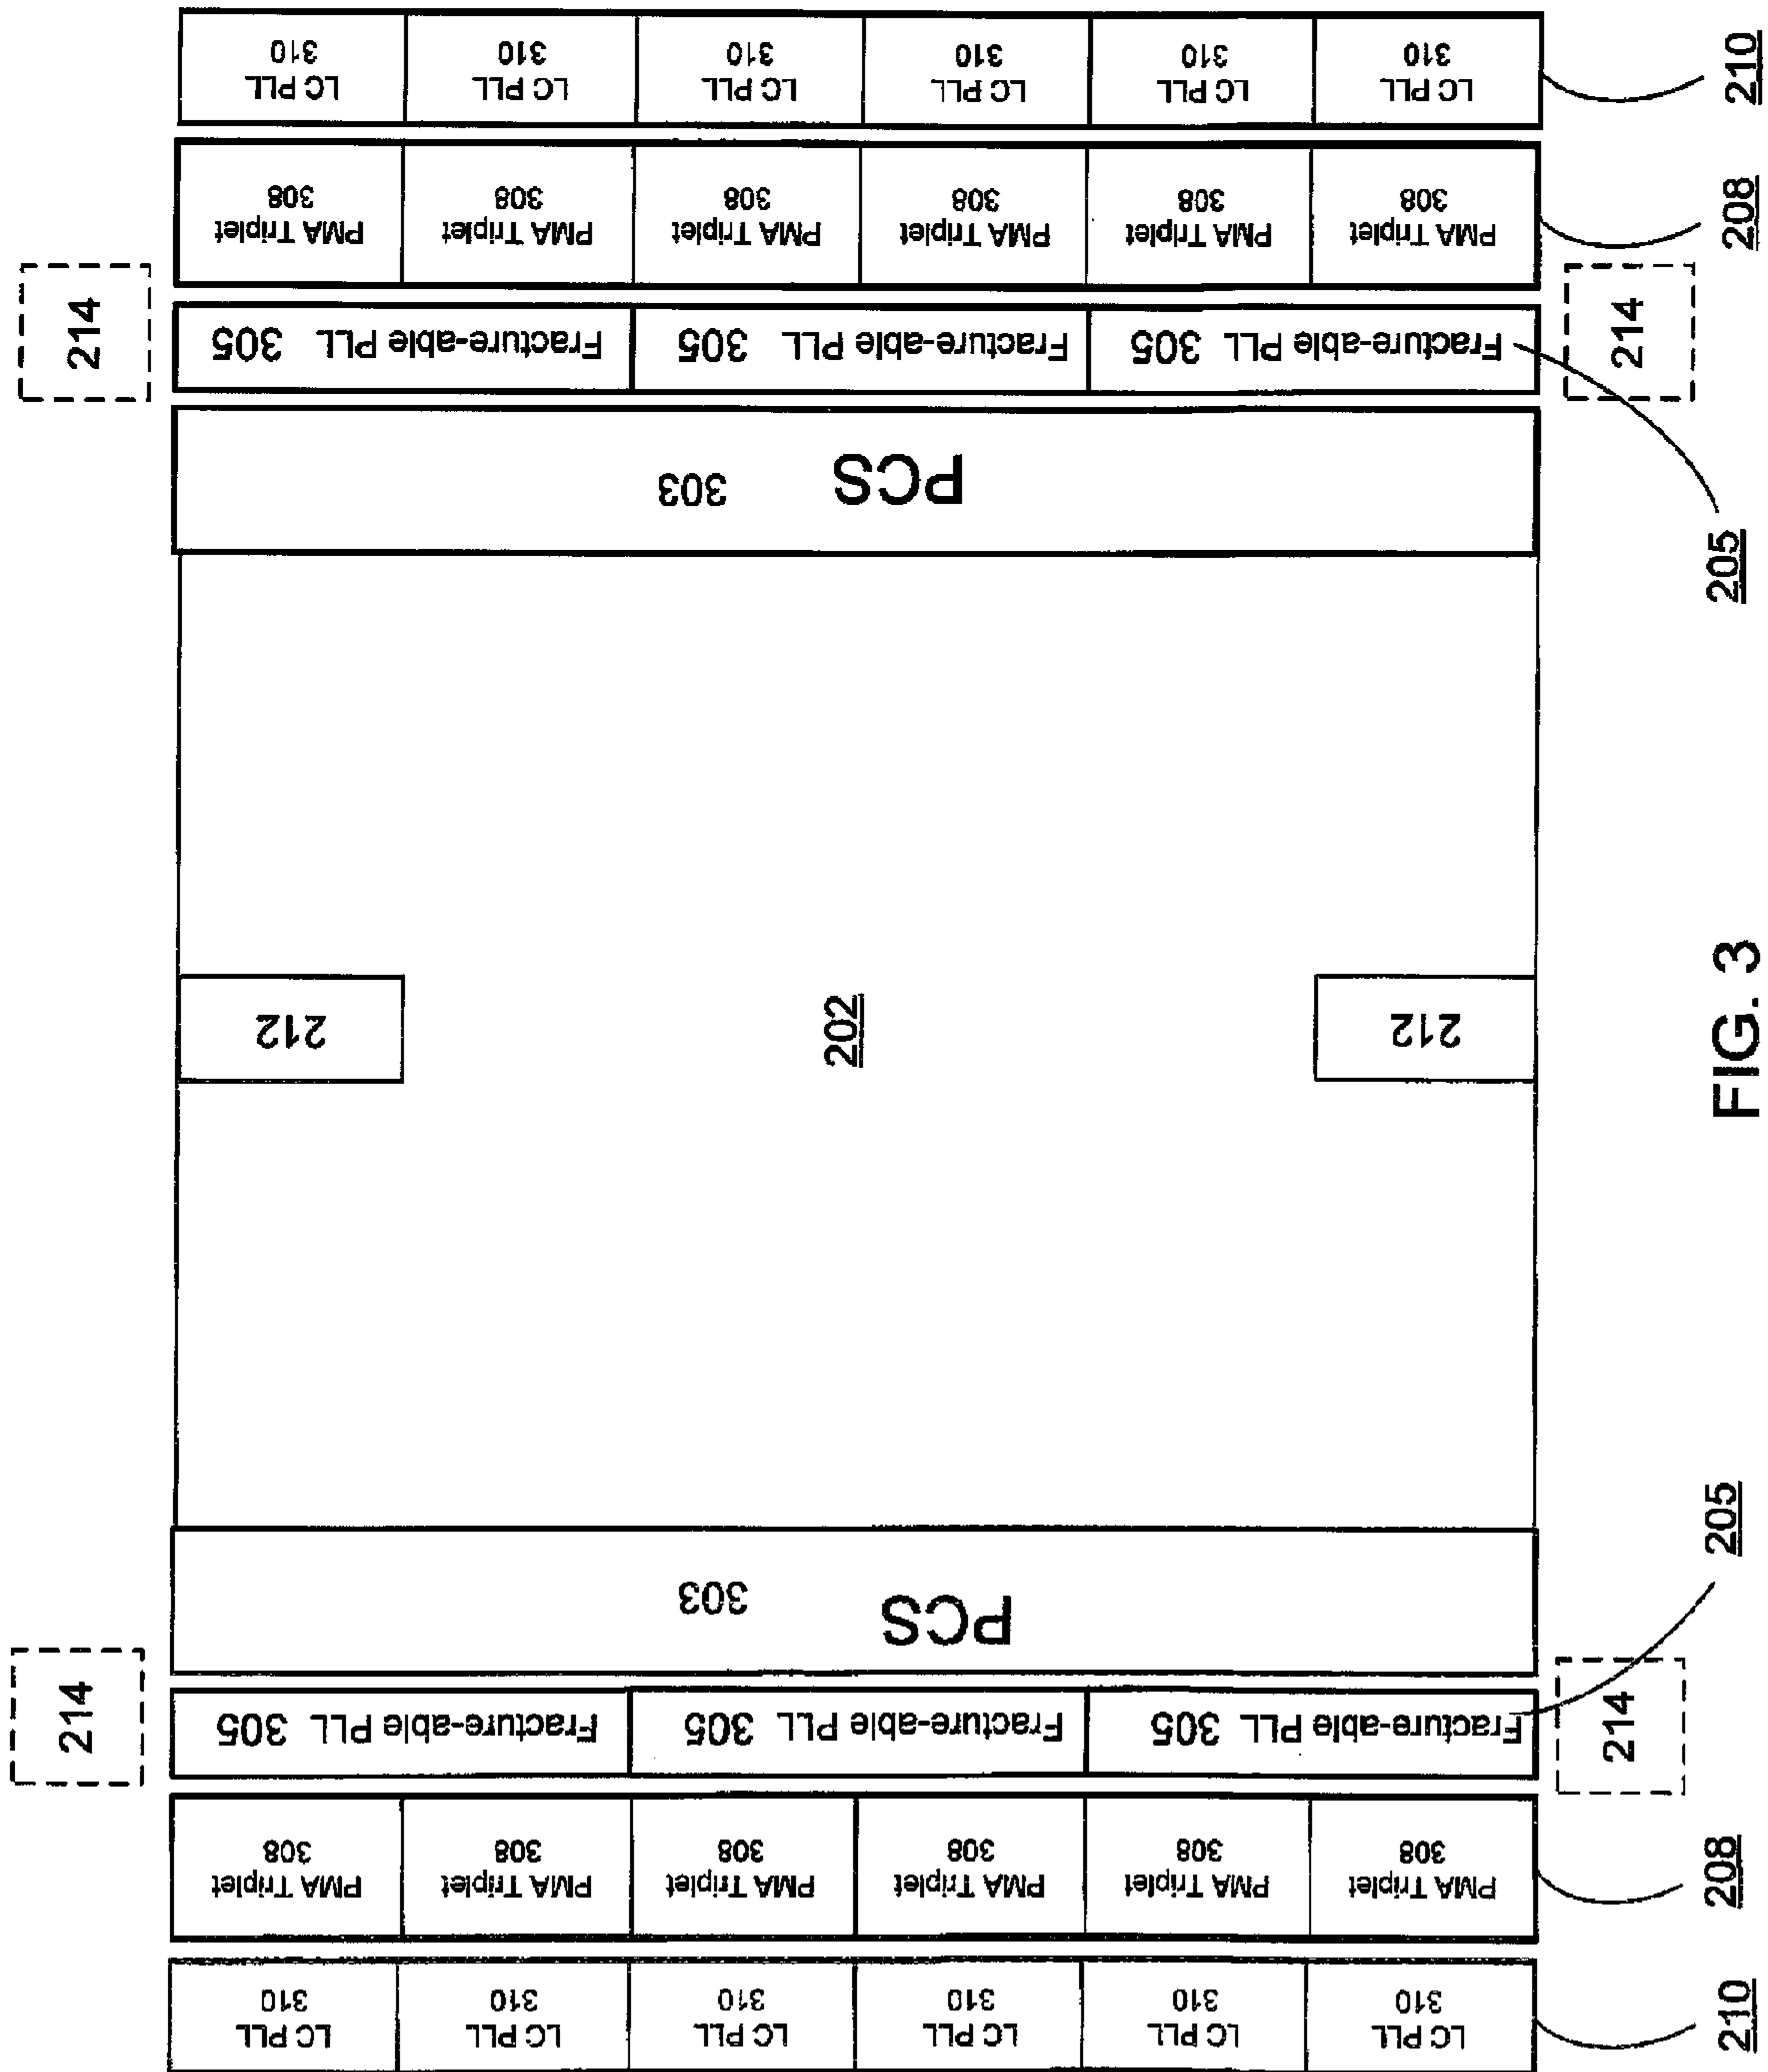 310
LC PLL
310
LC PLL
310
LC PLL
310
LC PLL
310
LC PLL
310
LC PLL
210
308
PMA Triplet
308
PMA Triplet
308
PMA Triplet
308
PMA Triplet
308
PMA Triplet
308
PMA Triplet
208
214
Fracture-able PLL 305
Fracture-able PLL 305
Fracture-able PLL 305
214
205
PCS 303
212
202
212
FIG. 3
PCS 303
205
214
Fracture-able PLL 305
Fracture-able PLL 305
Fracture-able PLL 305
214
308
PMA Triplet
308
PMA Triplet
308
PMA Triplet
308
PMA Triplet
308
PMA Triplet
308
PMA Triplet
208
310
LC PLL
310
LC PLL
310
LC PLL
310
LC PLL
310
LC PLL
310
LC PLL
210